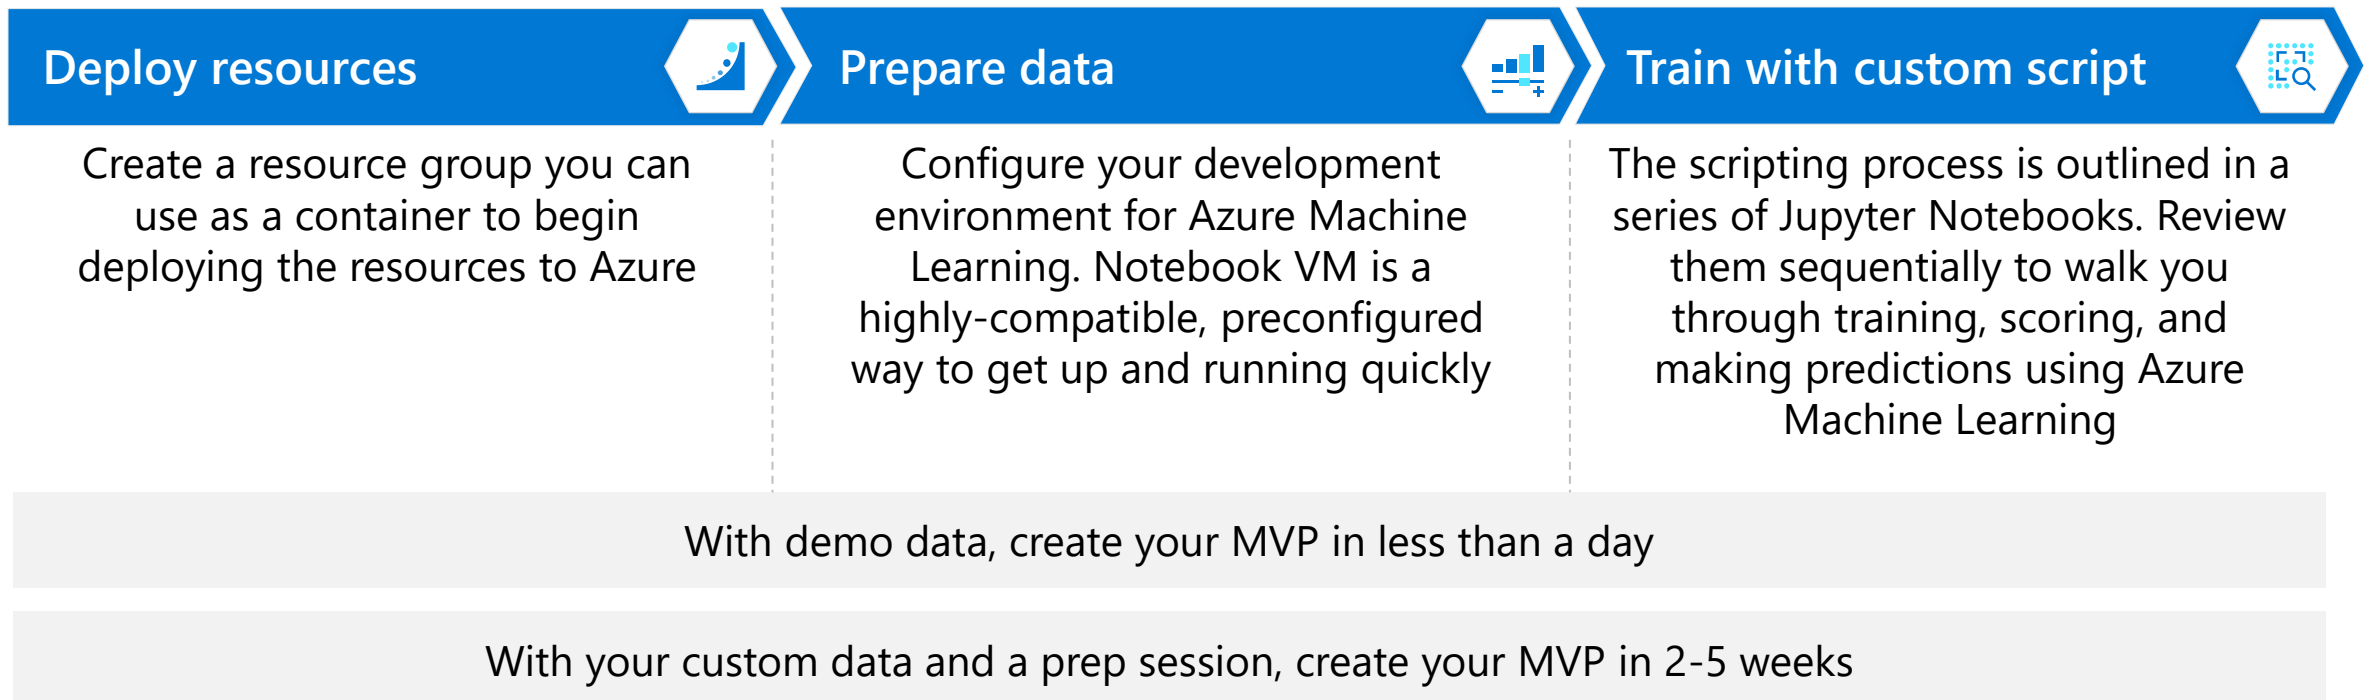 Deploy resources
Create a resource group you can
use as a container to begin
deploying the resources to Azure
Prepare data
Configure your development
environment for Azure Machine
Learning. Notebook VM is a
highly-compatible, preconfigured
way to get up and running quickly
Train with custom script
The scripting process is outlined in a
series of Jupyter Notebooks. Review
them sequentially to walk you
through training, scoring, and
making predictions using Azure
Machine Learning
With demo data, create your MVP in less than a day
With your custom data and a prep session, create your MVP in 2-5 weeks